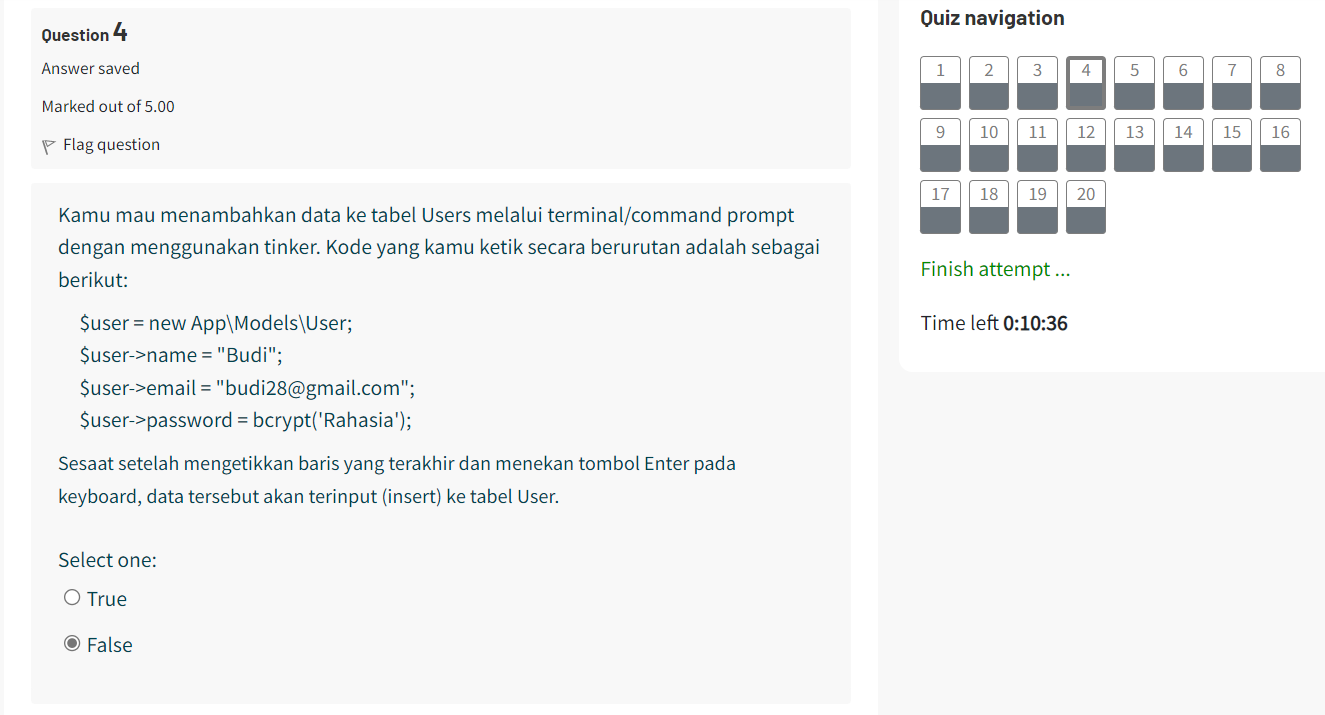 Question 4
Answer saved
Marked out of 5.00
Flag question
Kamu mau menambahkan data ke tabel Users melalui terminal/command prompt
dengan menggunakan tinker. Kode yang kamu ketik secara berurutan adalah sebagai
berikut:
$user = new App\Models\User;
$user->name = "Budi";
$user->email = "budi28@gmail.com";
$user->password = bcrypt('Rahasia');
Sesaat setelah mengetikkan baris yang terakhir dan menekan tombol Enter pada
keyboard, data tersebut akan terinput (insert) ke tabel User.
Select one:
True
False
Quiz navigation
1 2 3 4 5 6 7 8
9 10 11 12 13 14 15 16
17 18 19 20
Finish attempt ...
Time left 0:10:36